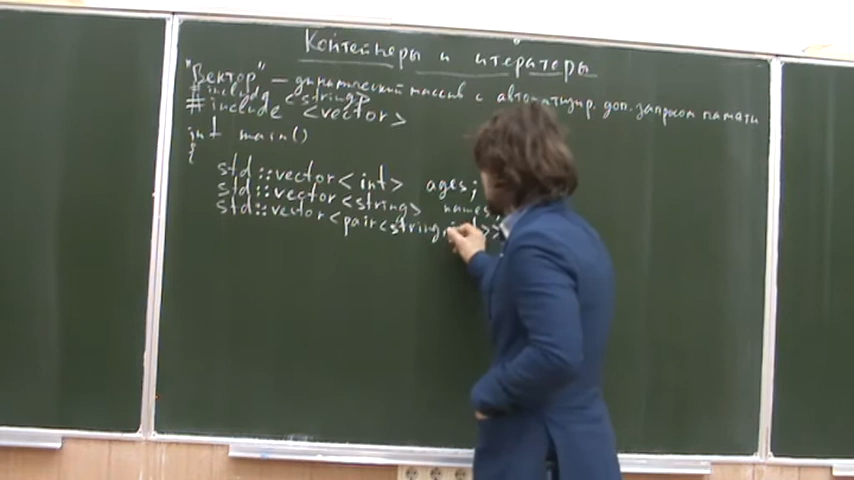 Контейнеры и итераторы
"Вектор" — динамический массив с автоматизир. доп. запросом памяти
#include <string>
#include <vector>
int main()
{
std::vector<int> ages;
std::vector<string> names
std::vector<pair<string,